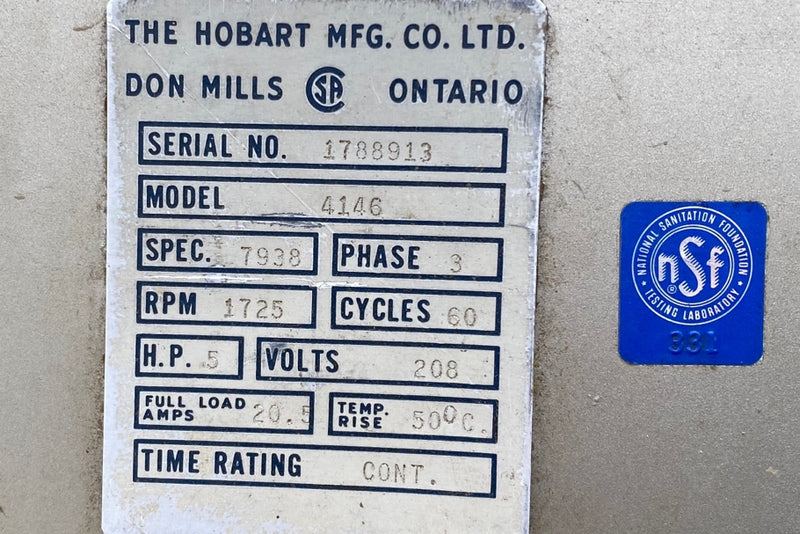 THE HOBART MFG. CO. LTD.
DON MILLS CSA ONTARIO
SERIAL NO. 1788913
MODEL 4146
SPEC. 7938 PHASE 3
RPM 1725 CYCLES 60
H.P. 5 VOLTS 208
FULL LOAD AMPS 20.5 TEMP. RISE 50°C.
TIME RATING CONT.
NATIONAL SANITATION FOUNDATION
nSf ®
TESTING LABORATORY
331